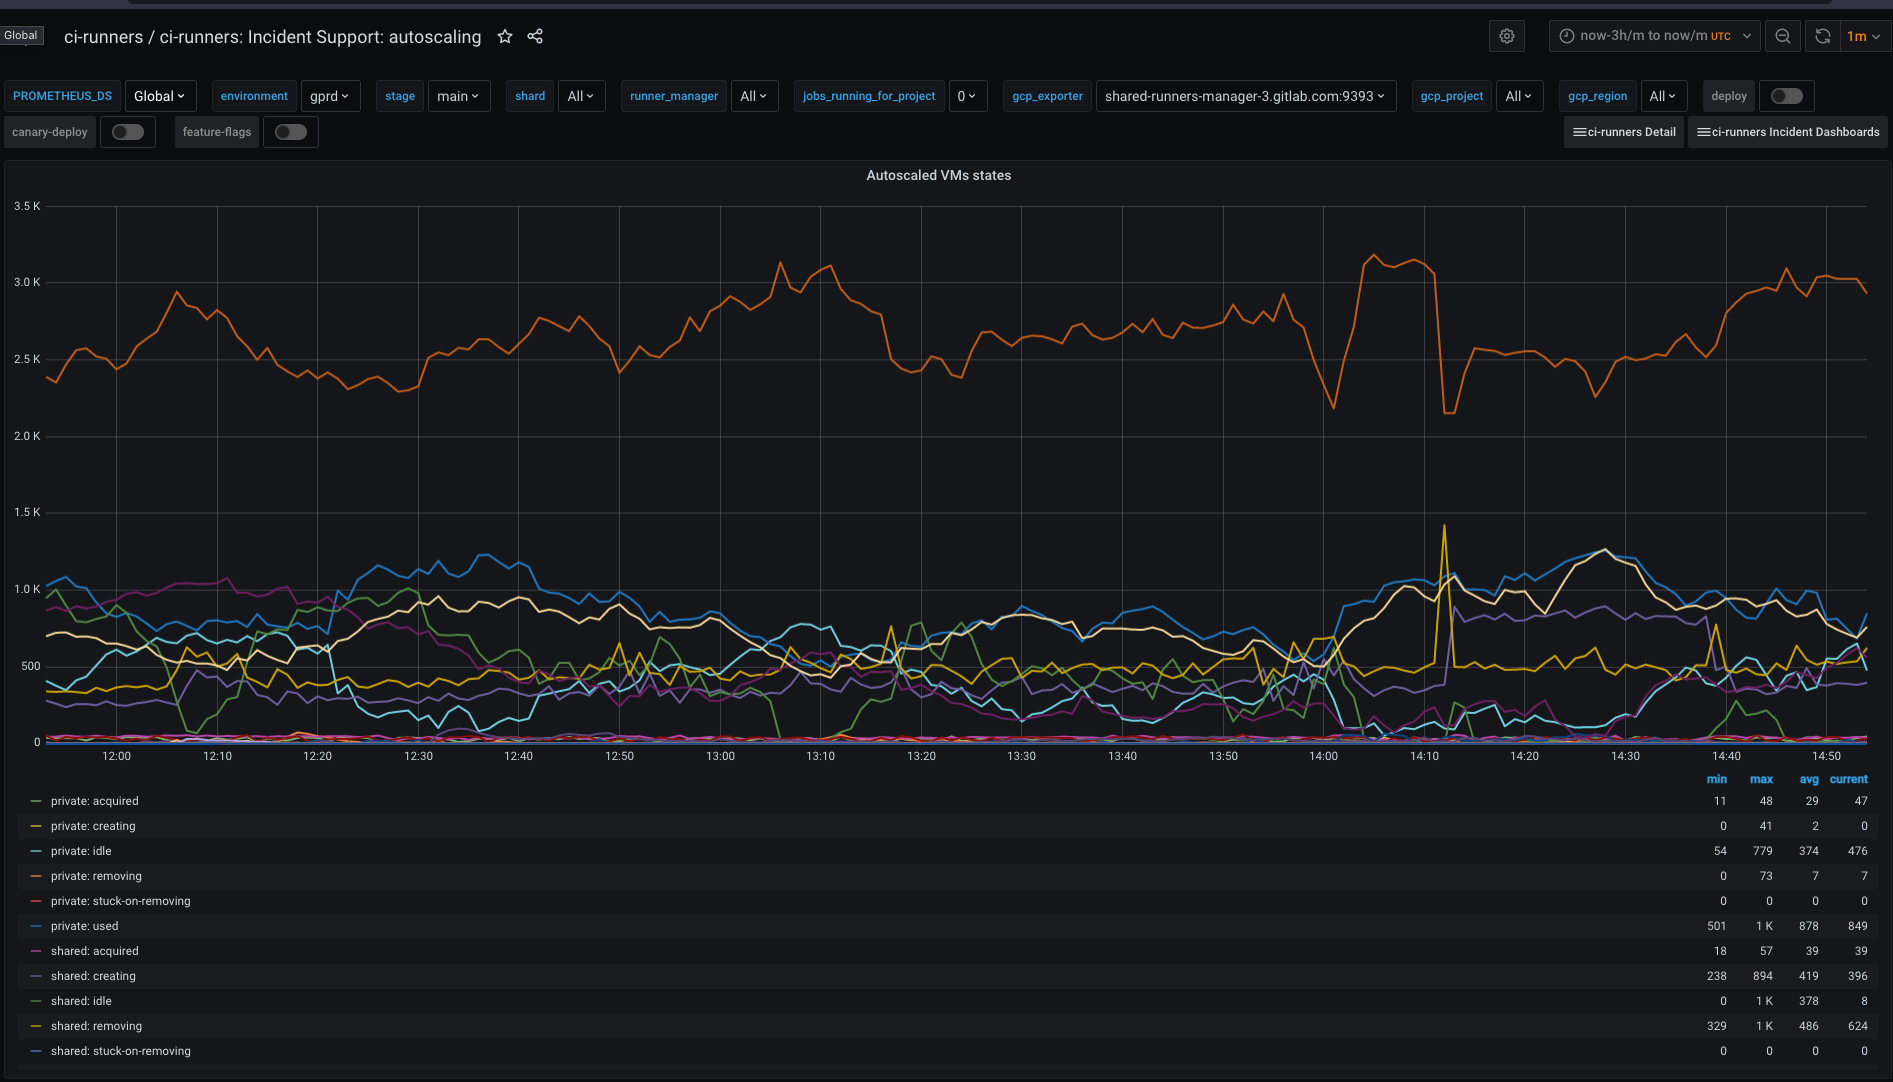 Global
ci-runners / ci-runners: Incident Support: autoscaling
now-3h/m to now/m UTC
1m
PROMETHEUS_DS Global environment gprd stage main shard All runner_manager All jobs_running_for_project 0 gcp_exporter shared-runners-manager-3.gitlab.com:9393 gcp_project All gcp_region All deploy
canary-deploy feature-flags ci-runners Detail ci-runners Incident Dashboards
Autoscaled VMs states
3.5 K
3.0 K
2.5 K
2.0 K
1.5 K
1.0 K
500
0
12:00 12:10 12:20 12:30 12:40 12:50 13:00 13:10 13:20 13:30 13:40 13:50 14:00 14:10 14:20 14:30 14:40 14:50
min max avg current
private: acquired 11 48 29 47
private: creating 0 41 2 0
private: idle 54 779 374 476
private: removing 0 73 7 7
private: stuck-on-removing 0 0 0 0
private: used 501 1 K 878 849
shared: acquired 18 57 39 39
shared: creating 238 894 419 396
shared: idle 0 1 K 378 8
shared: removing 329 1 K 486 624
shared: stuck-on-removing 0 0 0 0